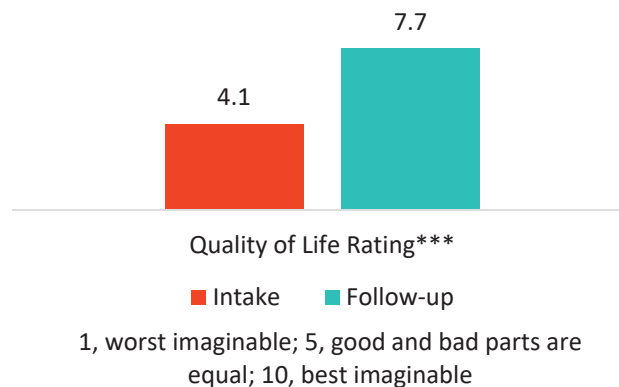 7.7
4.1
Quality of Life Rating***
Intake Follow-up
1, worst imaginable; 5, good and bad parts are
equal; 10, best imaginable